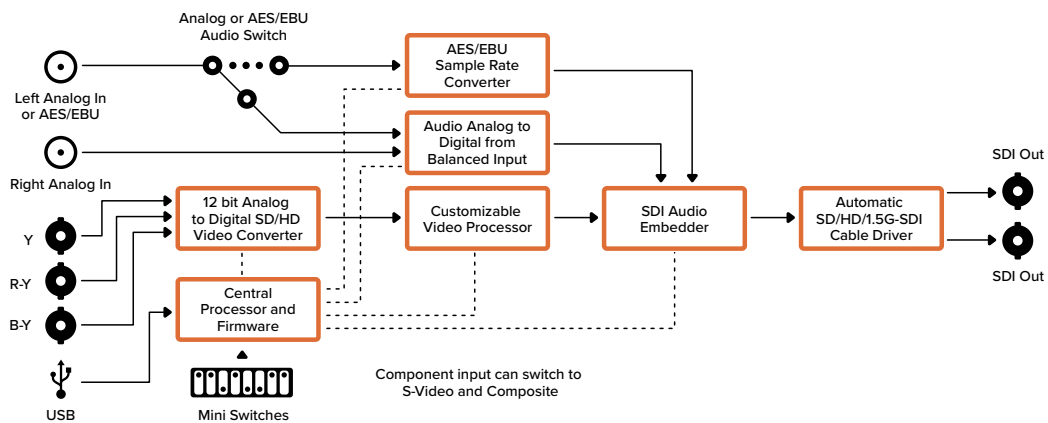 Analog or AES/EBU
Audio Switch
AES/EBU
Sample Rate
Converter
Left Analog In
or AES/EBU
Audio Analog to
Digital from
Balanced Input
Right Analog In
SDI Out
12 bit Analog
to Digital SD/HD
Video Converter
Customizable
Video Processor
SDI Audio
Embedder
Automatic
SD/HD/1.5G-SDI
Cable Driver
Y
R-Y
SDI Out
Central
Processor and
Firmware
B-Y
Component input can switch to
S-Video and Composite
USB
Mini Switches